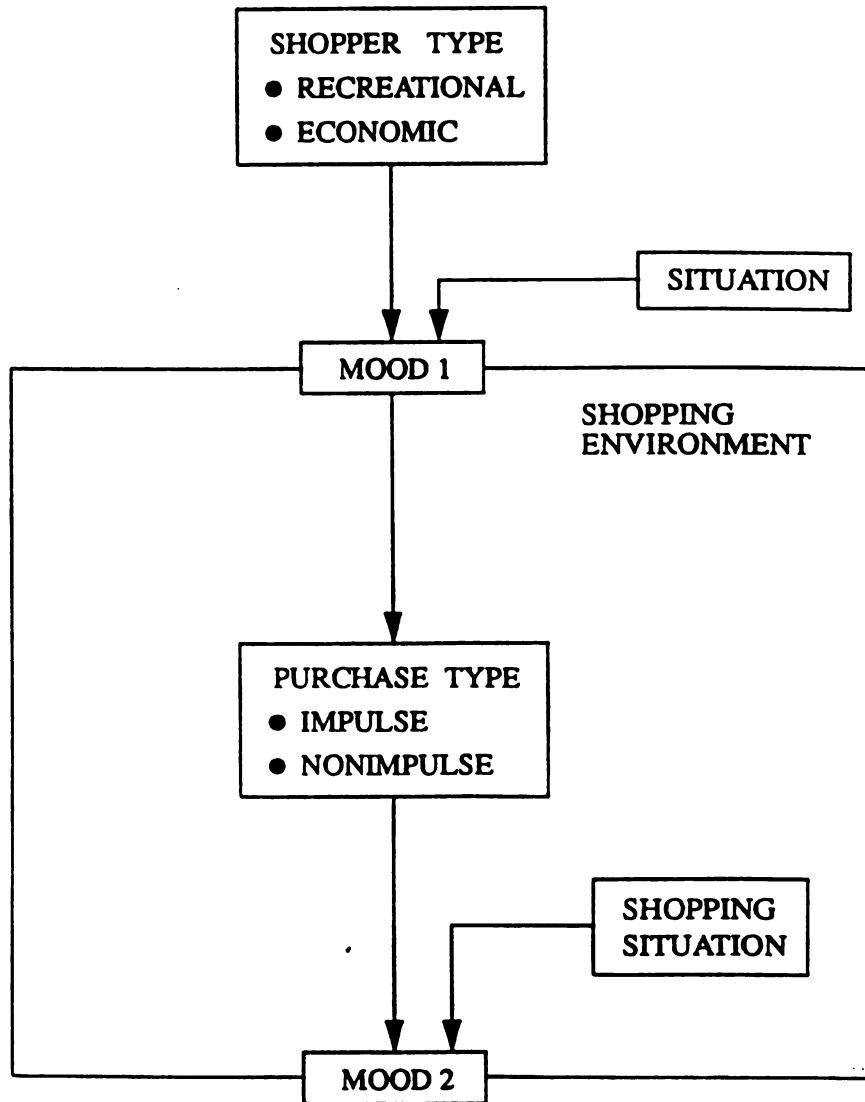 SHOPPER TYPE
● RECREATIONAL
● ECONOMIC
SITUATION
MOOD 1
SHOPPING
ENVIRONMENT
PURCHASE TYPE
● IMPULSE
● NONIMPULSE
SHOPPING
SITUATION
MOOD 2